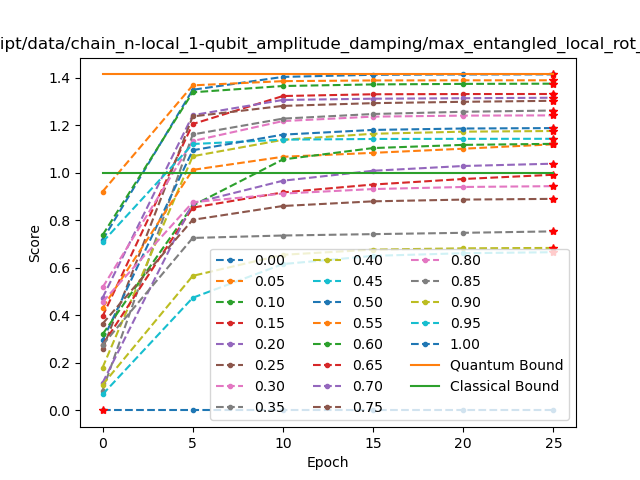 ipt/data/chain_n-local_1-qubit_amplitude_damping/max_entangled_local_rot_
1.4
1.2
1.0
0.8
0.6
0.4
0.2
0.0
Score
0.00 0.40 0.80
0.05 0.45 0.85
0.10 0.50 0.90
0.15 0.55 0.95
0.20 0.60 1.00
0.25 0.65 Quantum Bound
0.30 0.70 Classical Bound
0.35 0.75
0 5 10 15 20 25
Epoch